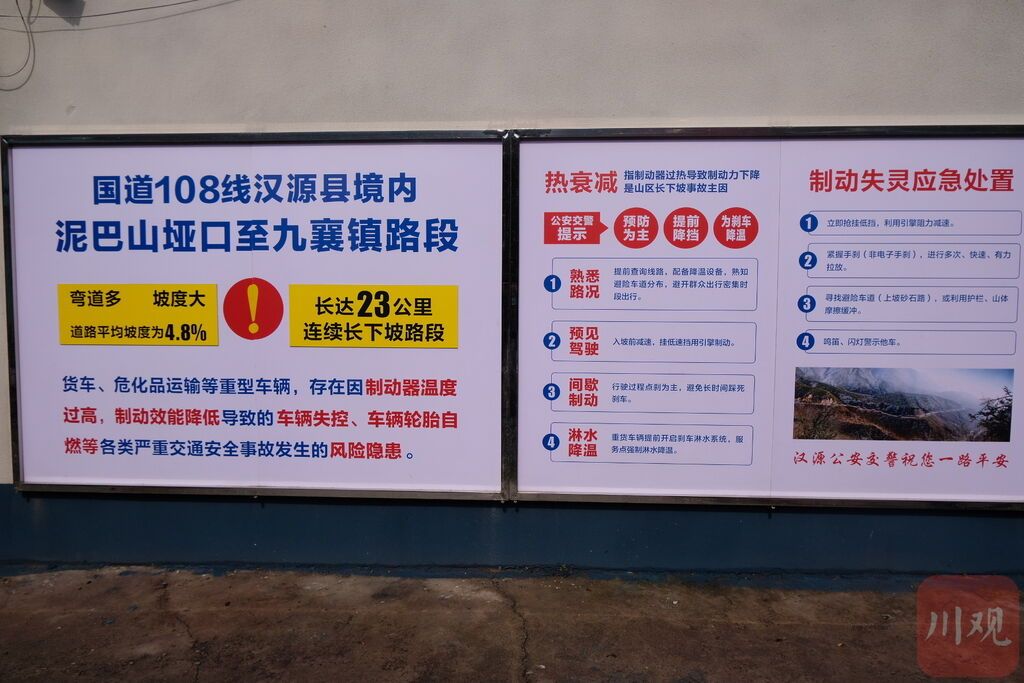 国道108线汉源县境内
泥巴山垭口至九襄镇路段
弯道多 坡度大
道路平均坡度为4.8%
!
长达23公里
连续长下坡路段
货车、危化品运输等重型车辆，存在因制动器温度
过高，制动效能降低导致的车辆失控、车辆轮胎自
燃等各类严重交通安全事故发生的风险隐患。
热衰减
指制动器过热导致制动力下降
是山区长下坡事故主因
公安交警
提示
预防
为主
提前
降挡
为刹车
降温
1
熟悉
路况
提前查询线路，配备降温设备，熟知
避险车道分布，避开群众出行密集时
段出行。
2
预见
驾驶
入坡前减速，挂低速挡用引擎制动。
3
间歇
制动
行驶过程点刹为主，避免长时间踩死
刹车。
4
淋水
降温
重货车辆提前开启刹车淋水系统，服
务点强制淋水降温。
制动失灵应急处置
1
立即抢挂低挡，利用引擎阻力减速。
2
紧握手刹（非电子手刹），进行多次、快速、有力
拉放。
3
寻找避险车道（上坡砂石路），或利用护栏、山体
摩擦缓冲。
4
鸣笛、闪灯警示他车。
汉源公安交警祝您一路平安
川观